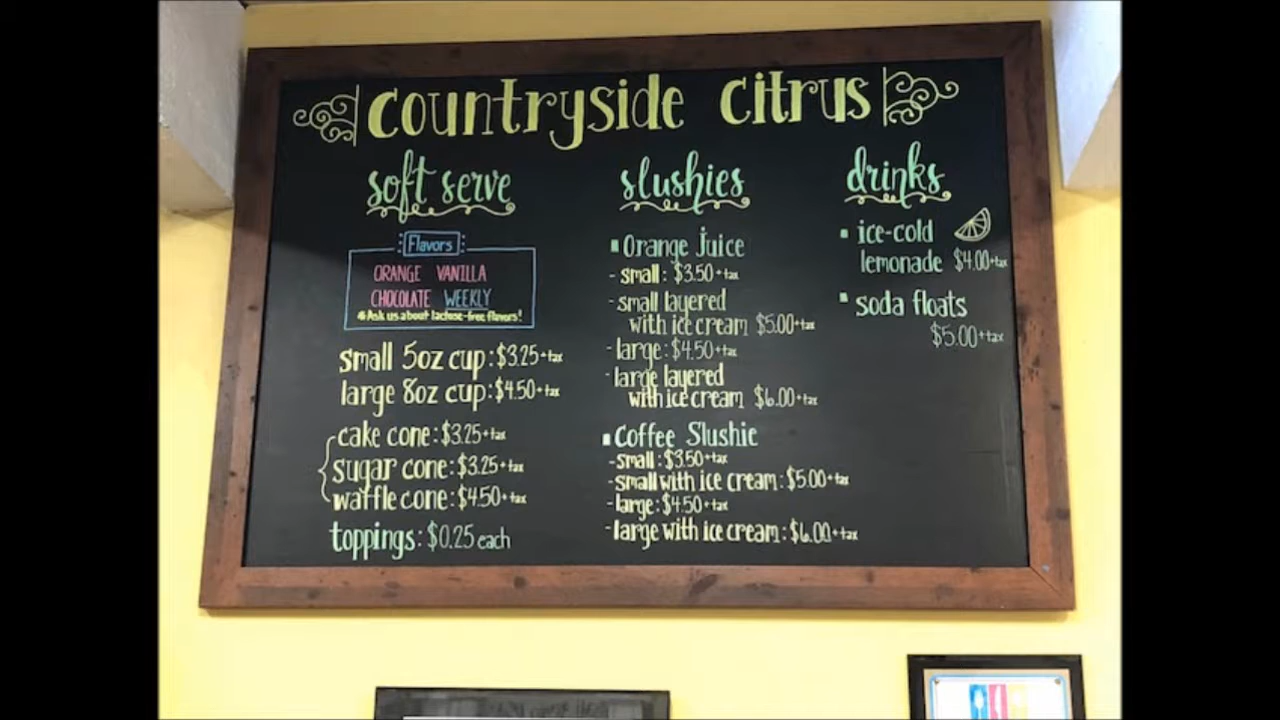 countryside citrus
soft serve
Flavors
ORANGE VANILLA
CHOCOLATE WEEKLY
*Ask us about lactose-free flavors!
small 5oz cup: $3.25+tax
large 8oz cup: $4.50+tax
cake cone: $3.25+tax
sugar cone: $3.25+tax
waffle cone: $4.50+tax
toppings: $0.25 each
slushies
▪ Orange Juice
- small: $3.50+tax
- small layered
with ice cream $5.00+tax
- large: $4.50+tax
- large layered
with ice cream $6.00+tax
▪ Coffee Slushie
- small: $3.50+tax
- small with ice cream: $5.00+tax
- large: $4.50+tax
- large with ice cream: $6.00+tax
drinks
▪ ice-cold
lemonade $4.00+tax
▪ soda floats
$5.00+tax